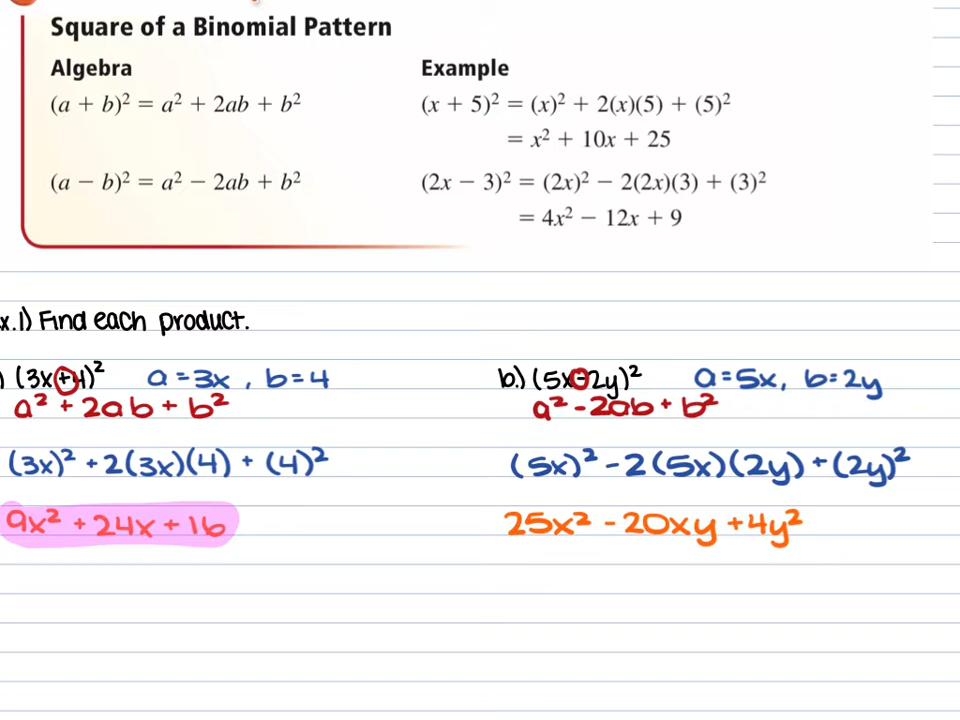 Square of a Binomial Pattern
Algebra
(a + b)² = a² + 2ab + b²
(a − b)² = a² − 2ab + b²
Example
(x + 5)² = (x)² + 2(x)(5) + (5)²
= x² + 10x + 25
(2x − 3)² = (2x)² − 2(2x)(3) + (3)²
= 4x² − 12x + 9
x.1) Find each product.
) (3x+4)² a = 3x , b = 4
a² + 2ab + b²
(3x)² + 2(3x)(4) + (4)²
9x² + 24x + 16
b.) (5x-2y)² a = 5x, b = 2y
a² - 2ab + b²
(5x)² - 2(5x)(2y) + (2y)²
25x² - 20xy + 4y²